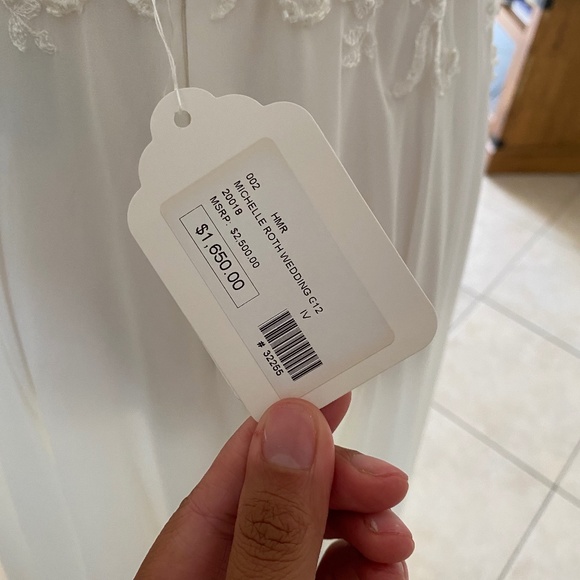 002 HMR
MICHELLE ROTH WEDDING G12
20018 IV
MSRP: $2,500.00
$1,650.00
# 32265